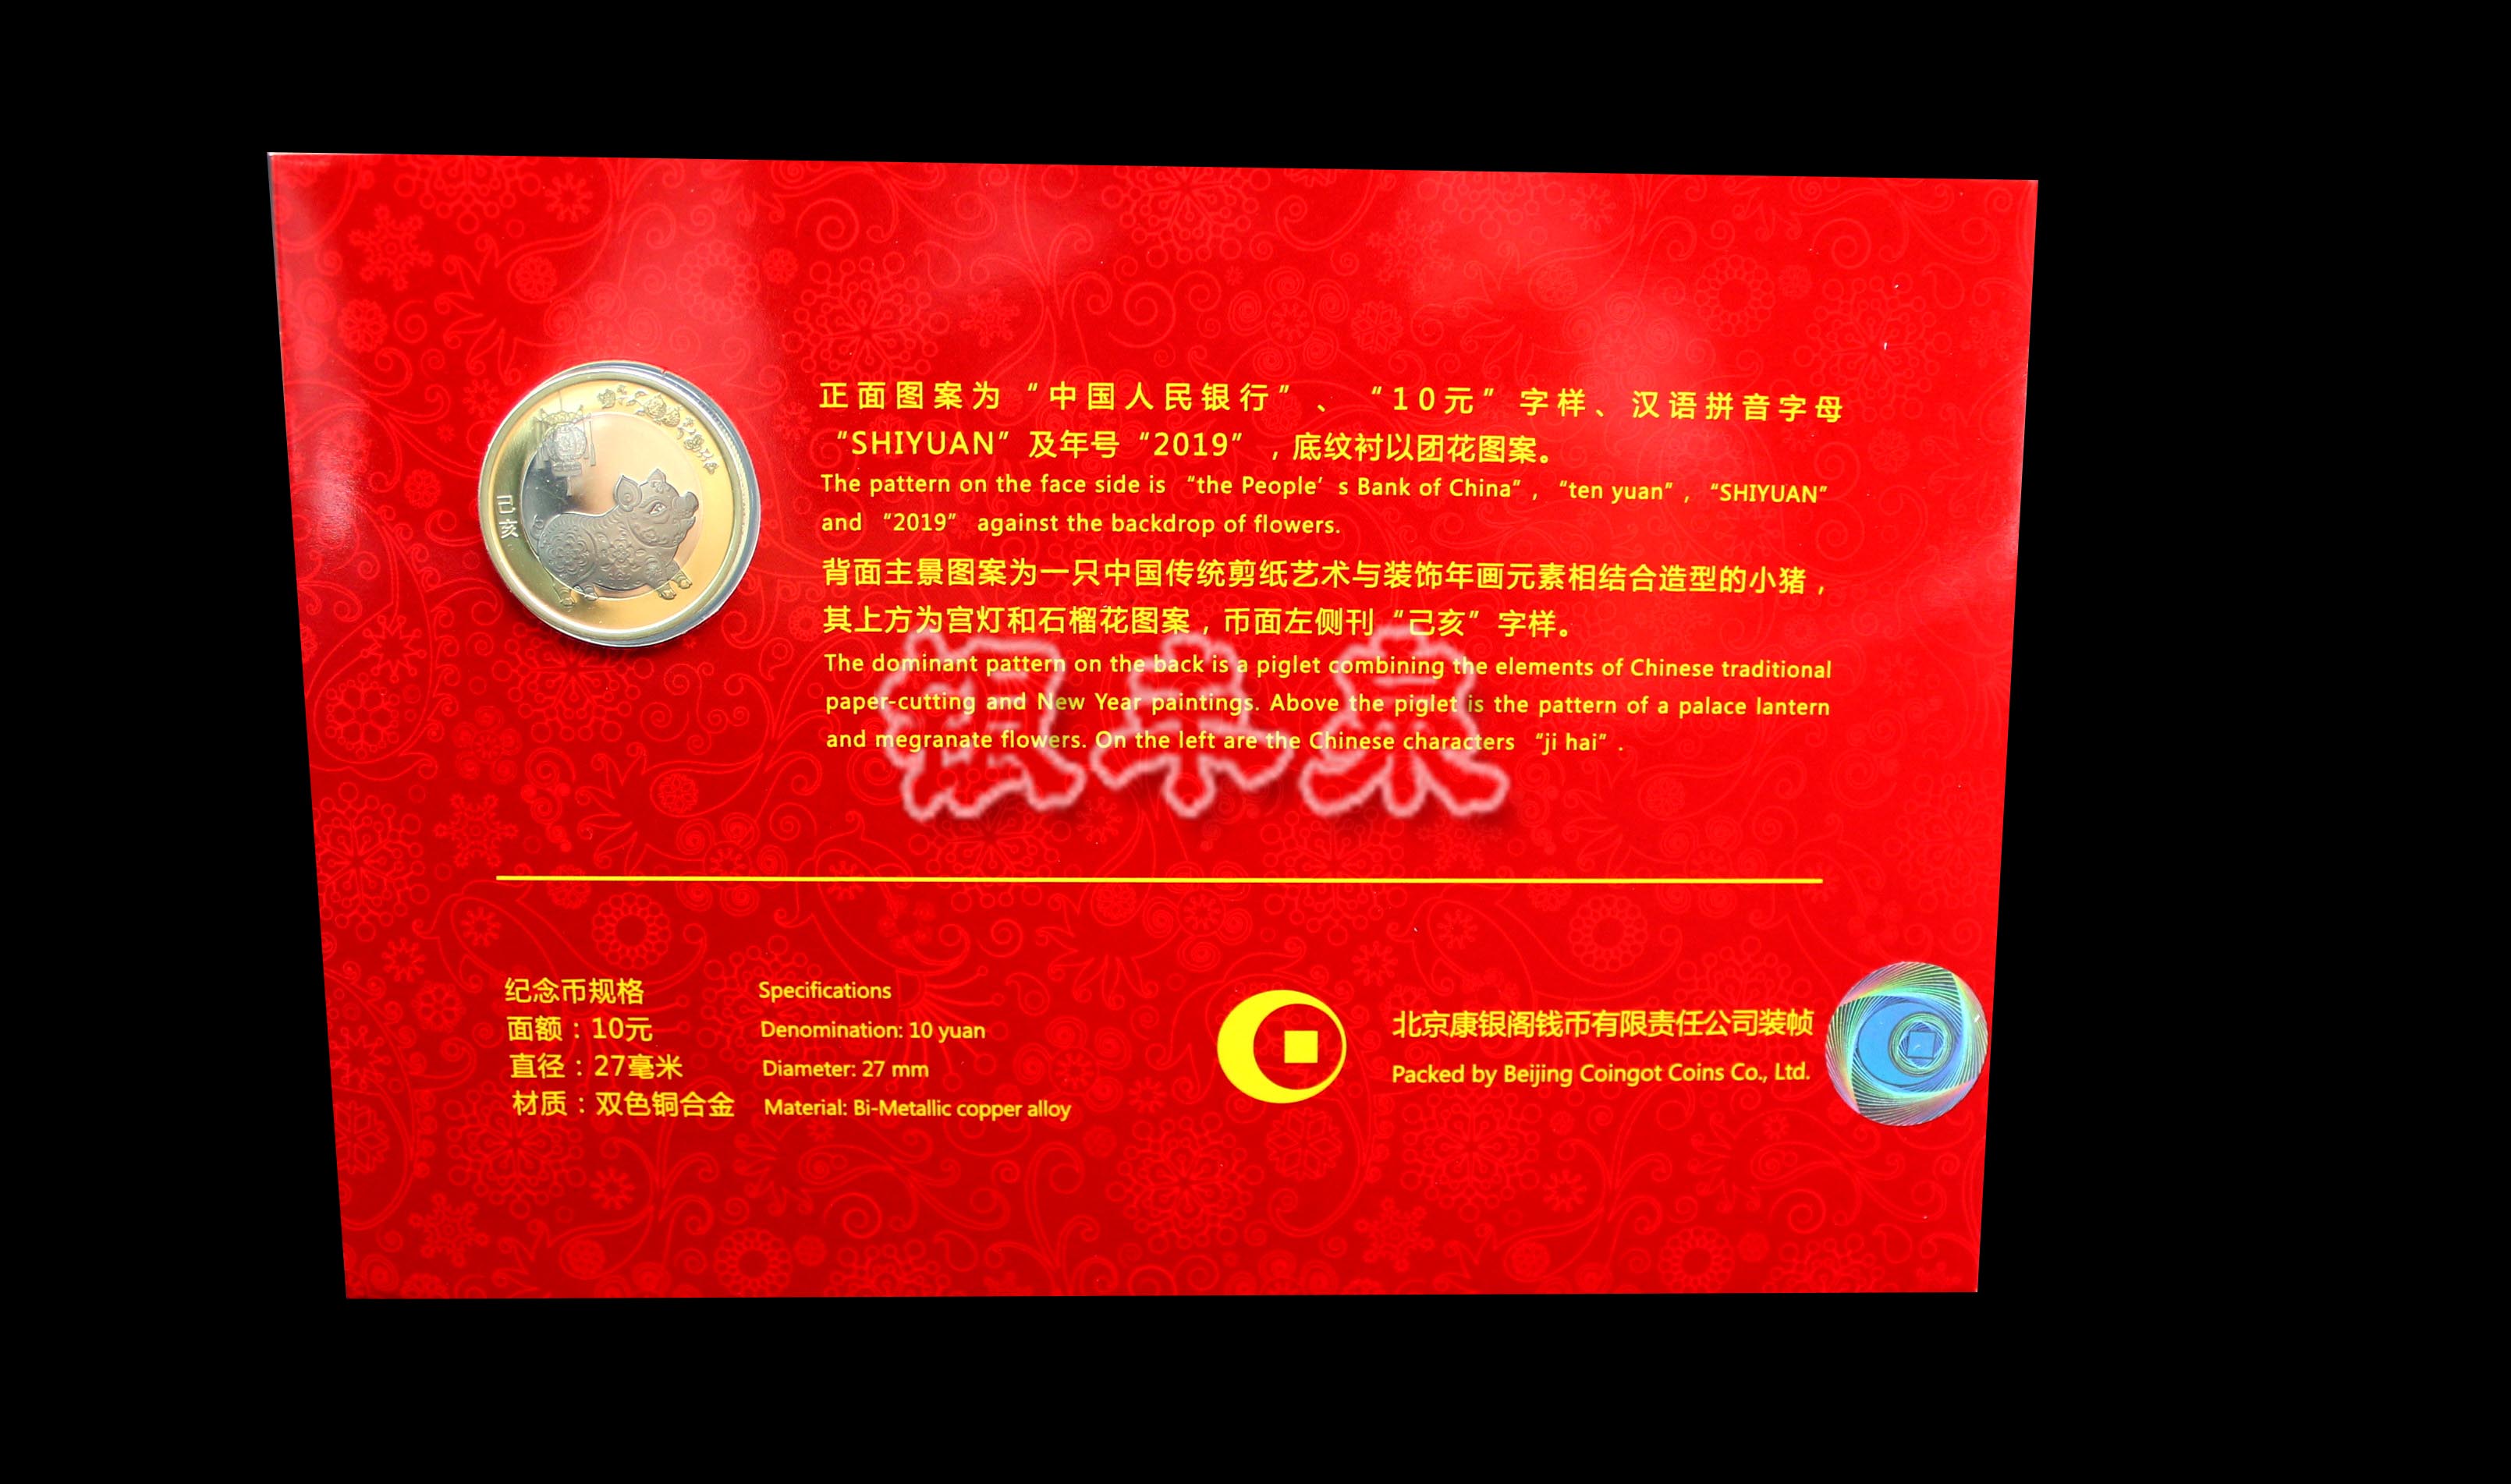 己亥
正面图案为“中国人民银行”、“10元”字样、汉语拼音字母
“SHIYUAN”及年号“2019”，底纹衬以团花图案。
The pattern on the face side is “the People’s Bank of China”, “ten yuan”, “SHIYUAN”
and “2019” against the backdrop of flowers.
背面主景图案为一只中国传统剪纸艺术与装饰年画元素相结合造型的小猪，
其上方为宫灯和石榴花图案，币面左侧刊“己亥”字样。
The dominant pattern on the back is a piglet combining the elements of Chinese traditional
paper-cutting and New Year paintings. Above the piglet is the pattern of a palace lantern
and megranate flowers. On the left are the Chinese characters “ji hai”.
纪念币规格
面额：10元
直径：27毫米
材质：双色铜合金
Specifications
Denomination: 10 yuan
Diameter: 27 mm
Material: Bi-Metallic copper alloy
北京康银阁钱币有限责任公司装帧
Packed by Beijing Coingot Coins Co., Ltd.